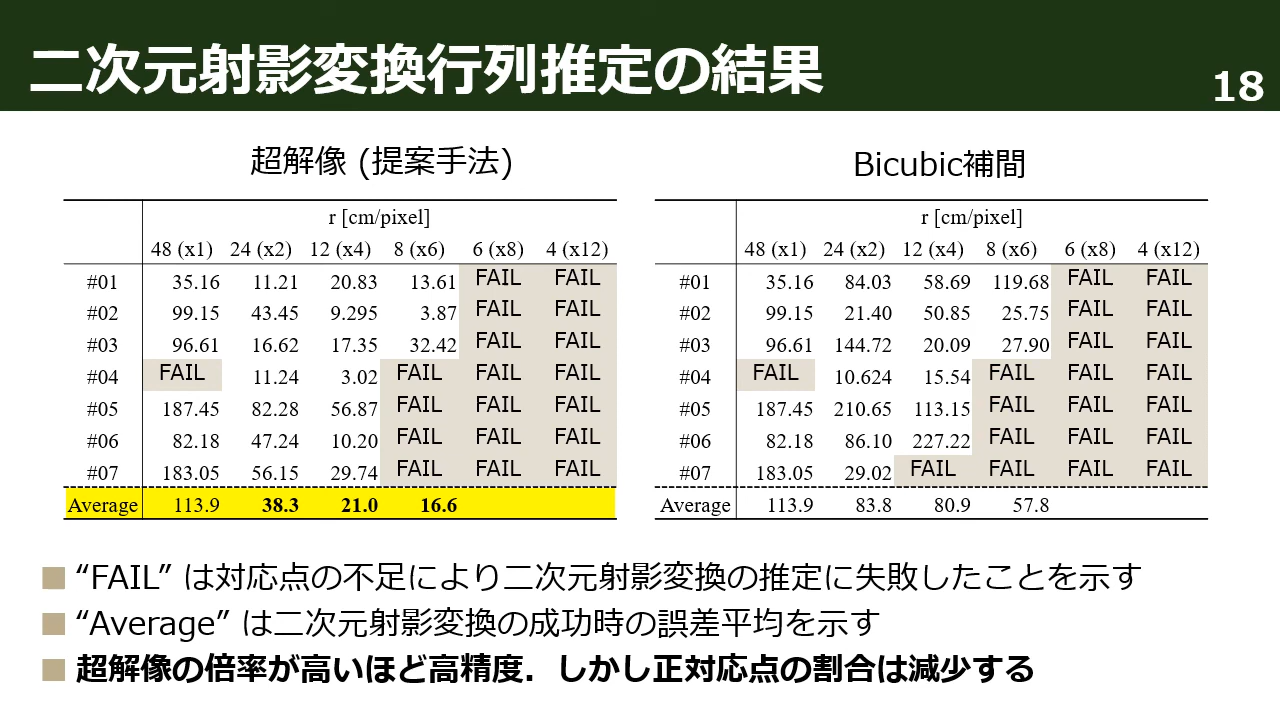 二次元射影変換行列推定の結果
18
超解像 (提案手法)
r [cm/pixel]
48 (x1) 24 (x2) 12 (x4) 8 (x6) 6 (x8) 4 (x12)
#01 35.16 11.21 20.83 13.61 FAIL FAIL
#02 99.15 43.45 9.295 3.87 FAIL FAIL
#03 96.61 16.62 17.35 32.42 FAIL FAIL
#04 FAIL 11.24 3.02 FAIL FAIL FAIL
#05 187.45 82.28 56.87 FAIL FAIL FAIL
#06 82.18 47.24 10.20 FAIL FAIL FAIL
#07 183.05 56.15 29.74 FAIL FAIL FAIL
Average 113.9 38.3 21.0 16.6
Bicubic補間
r [cm/pixel]
48 (x1) 24 (x2) 12 (x4) 8 (x6) 6 (x8) 4 (x12)
#01 35.16 84.03 58.69 119.68 FAIL FAIL
#02 99.15 21.40 50.85 25.75 FAIL FAIL
#03 96.61 144.72 20.09 27.90 FAIL FAIL
#04 FAIL 10.624 15.54 FAIL FAIL FAIL
#05 187.45 210.65 113.15 FAIL FAIL FAIL
#06 82.18 86.10 227.22 FAIL FAIL FAIL
#07 183.05 29.02 FAIL FAIL FAIL FAIL
Average 113.9 83.8 80.9 57.8
“FAIL” は対応点の不足により二次元射影変換の推定に失敗したことを示す
“Average” は二次元射影変換の成功時の誤差平均を示す
超解像の倍率が高いほど高精度．しかし正対応点の割合は減少する